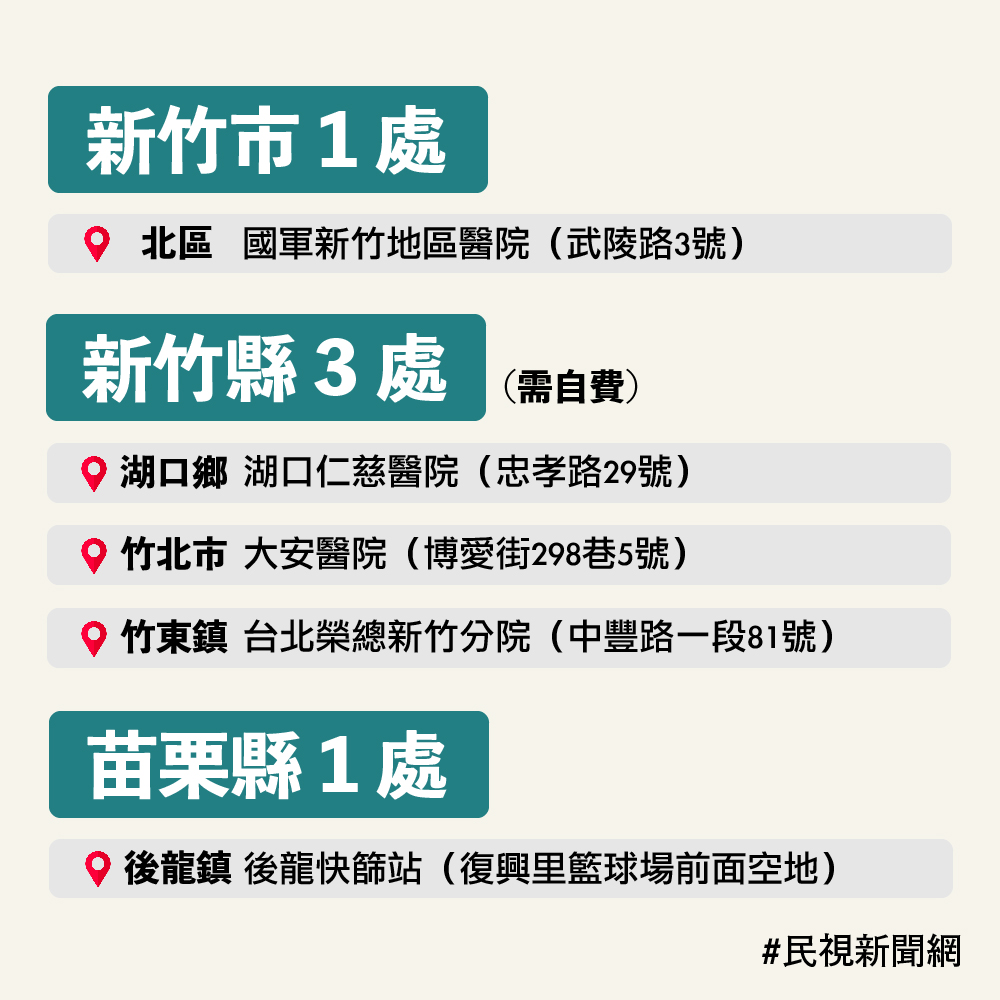 新竹市 1 處
北區 國軍新竹地區醫院（武陵路3號）
新竹縣 3 處 （需自費）
湖口鄉 湖口仁慈醫院（忠孝路29號）
竹北市 大安醫院（博愛街298巷5號）
竹東鎮 台北榮總新竹分院（中豐路一段81號）
苗栗縣 1 處
後龍鎮 後龍快篩站（復興里籃球場前面空地）
#民視新聞網